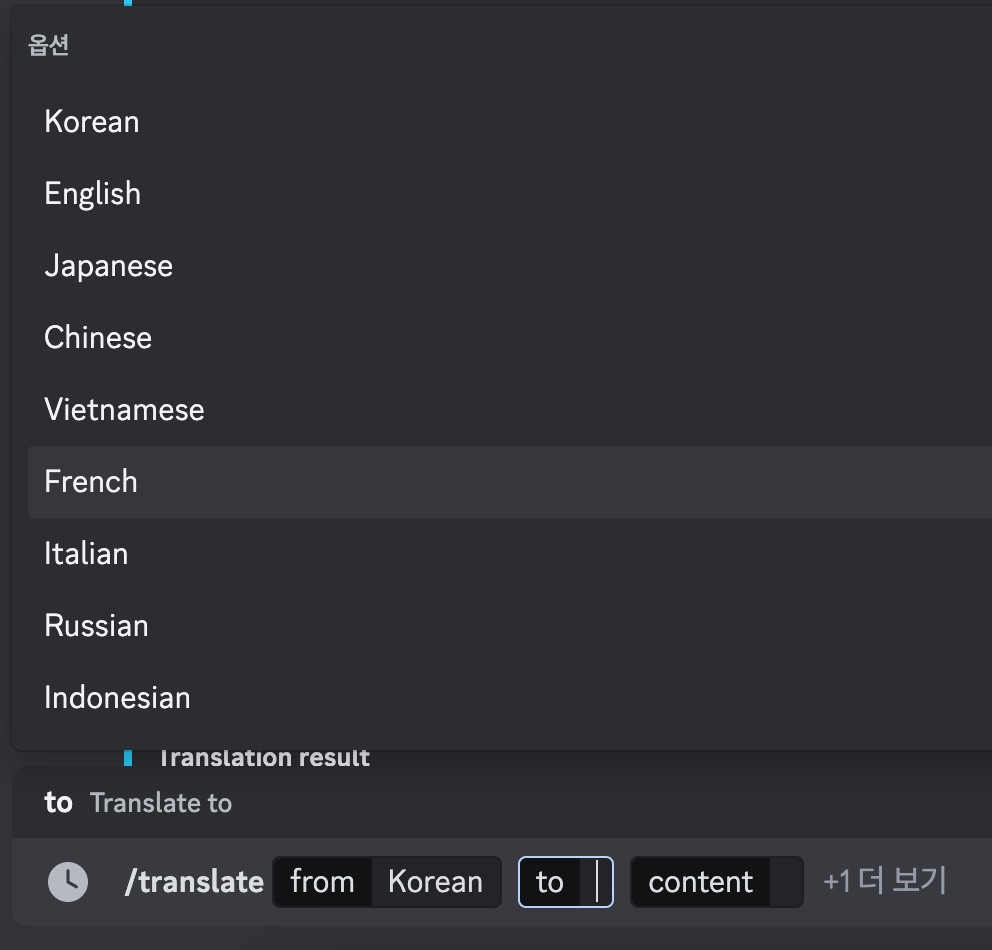 옵션
Korean
English
Japanese
Chinese
Vietnamese
French
Italian
Russian
Indonesian
Translation result
to Translate to
/translate from Korean to content +1 더 보기